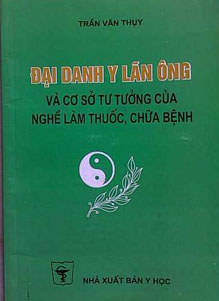 TRẦN VĂN THỤY
ĐẠI DANH Y LÃN ÔNG
VÀ CƠ SỞ TƯ TƯỞNG CỦA
NGHỀ LÀM THUỐC, CHỮA BỆNH
NHÀ XUẤT BẢN Y HỌC